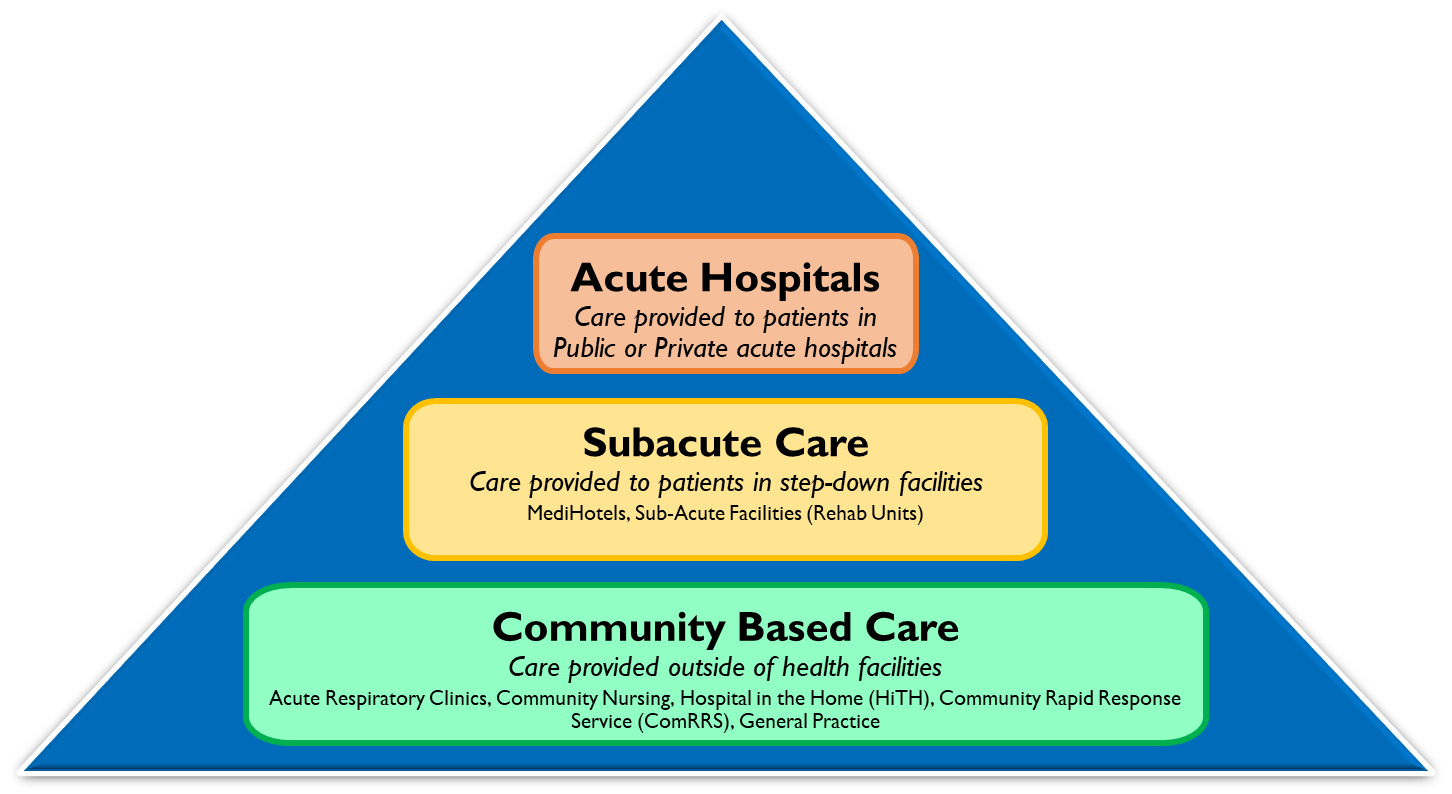 Acute Hospitals
Care provided to patients in
Public or Private acute hospitals
Subacute Care
Care provided to patients in step-down facilities
MediHotels, Sub-Acute Facilities (Rehab Units)
Community Based Care
Care provided outside of health facilities
Acute Respiratory Clinics, Community Nursing, Hospital in the Home (HiTH), Community Rapid Response
Service (ComRRS), General Practice